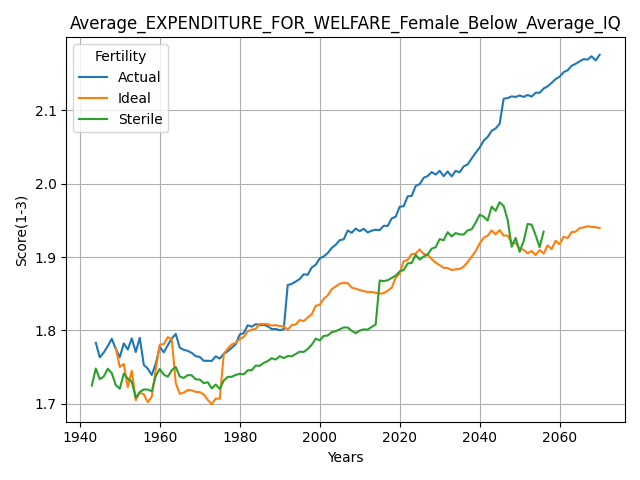 Average_EXPENDITURE_FOR_WELFARE_Female_Below_Average_IQ
Fertility
Actual
Ideal
Sterile
Score(1-3)
2.1
2.0
1.9
1.8
1.7
1940 1960 1980 2000 2020 2040 2060
Years